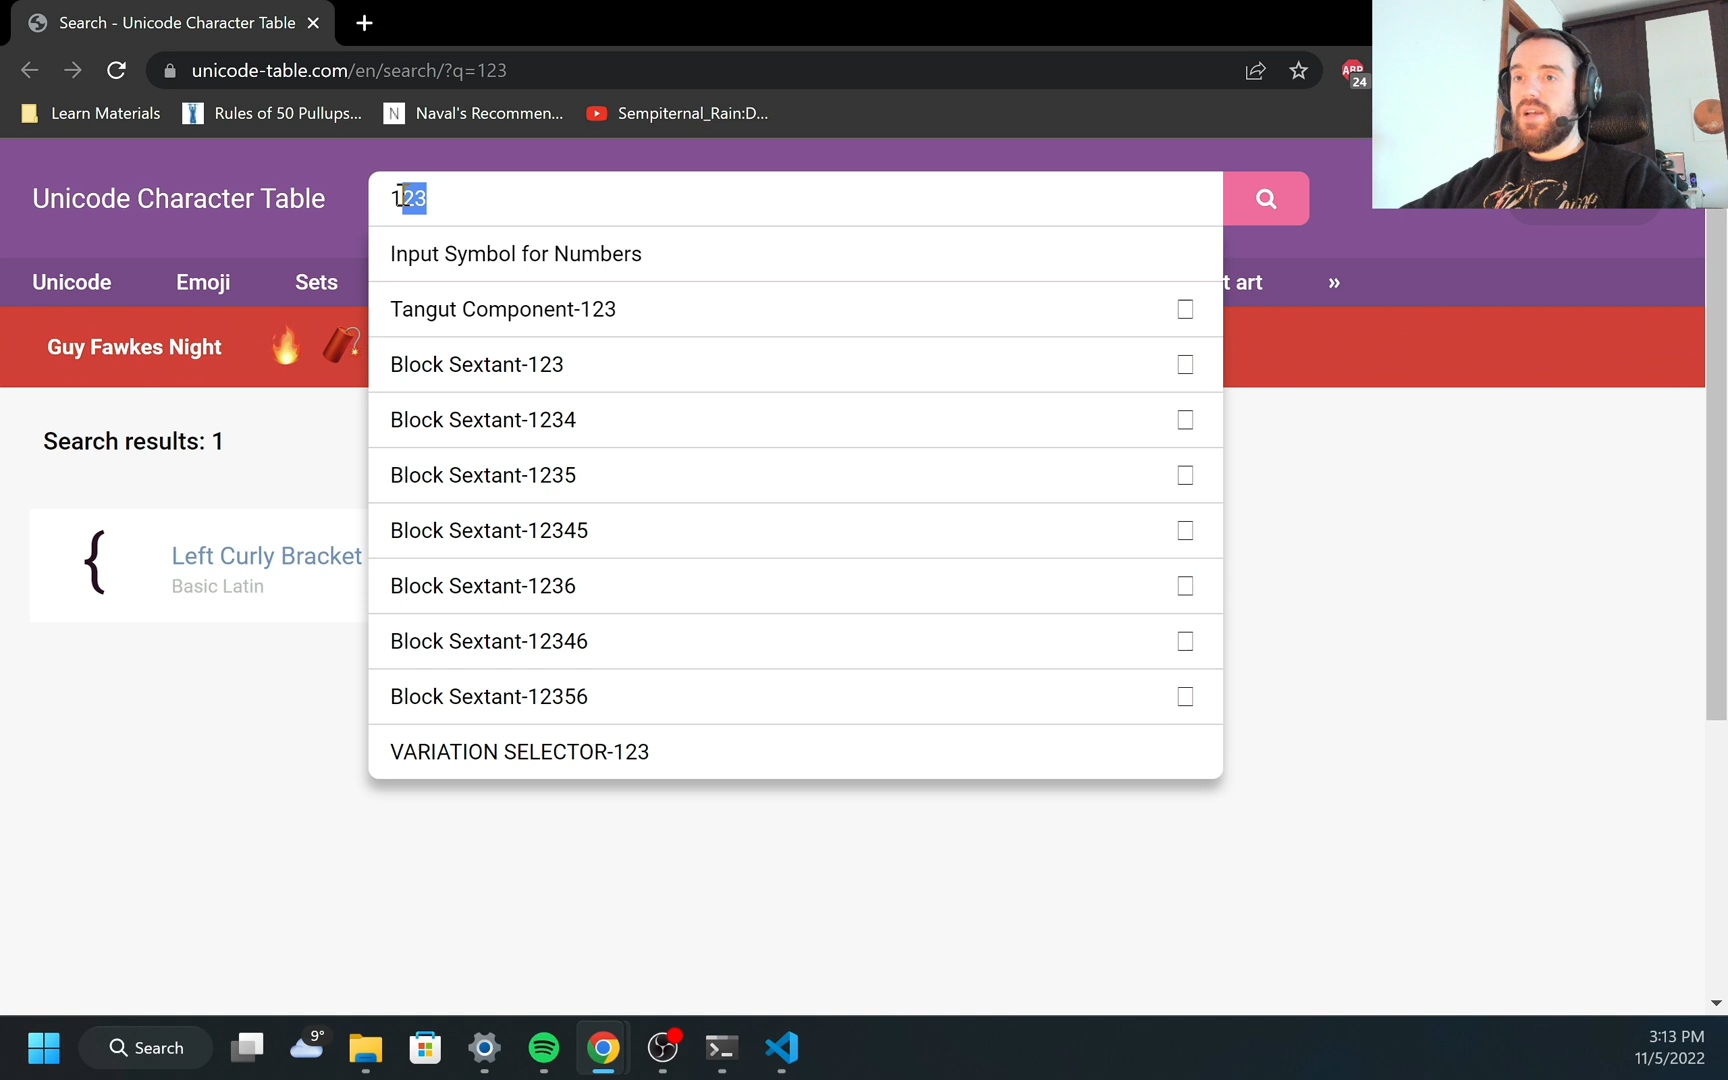 Search - Unicode Character Table
unicode-table.com/en/search/?q=123
ABP
24
Learn Materials
Rules of 50 Pullups...
N
Naval's Recommen...
Sempiternal_Rain:D...
Unicode Character Table
123
Input Symbol for Numbers
Unicode
Emoji
Sets
t art
»
Tangut Component-123
Guy Fawkes Night
Block Sextant-123
Block Sextant-1234
Search results: 1
Block Sextant-1235
Block Sextant-12345
{
Left Curly Bracket
Basic Latin
Block Sextant-1236
Block Sextant-12346
Block Sextant-12356
VARIATION SELECTOR-123
Search
9°
3:13 PM
11/5/2022